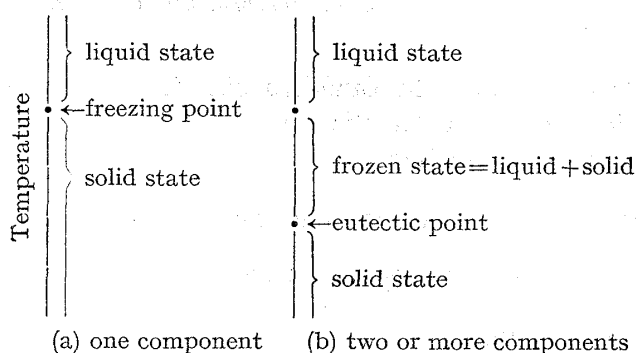 Temperature
liquid state
←freezing point
solid state
(a) one component
liquid state
frozen state=liquid+solid
←eutectic point
solid state
(b) two or more components